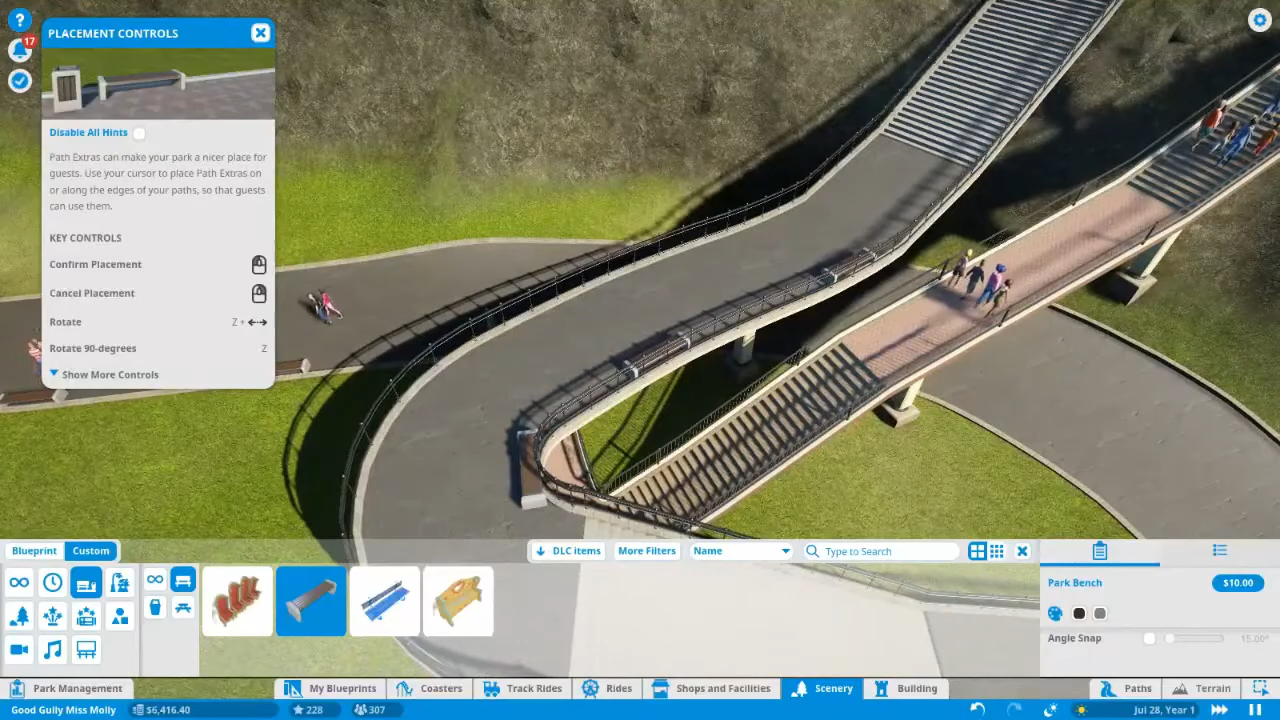 ?
17
PLACEMENT CONTROLS
Disable All Hints
Path Extras can make your park a nicer place for
guests. Use your cursor to place Path Extras on
or along the edges of your paths, so that guests
can use them.
KEY CONTROLS
Confirm Placement
Cancel Placement
Rotate Z +
Rotate 90-degrees Z
Show More Controls
Blueprint Custom
DLC items More Filters Name Type to Search
Park Bench $10.00
Angle Snap 15.00°
Park Management My Blueprints Coasters Track Rides Rides Shops and Facilities Scenery Building Paths Terrain
Good Gully Miss Molly $6,416.40 228 307 Jul 28, Year 1